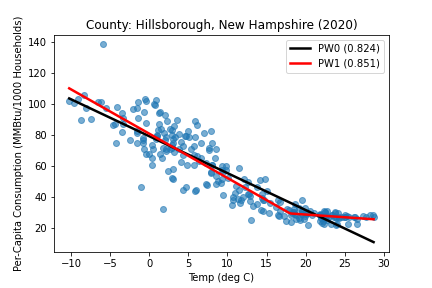 County: Hillsborough, New Hampshire (2020)
Per-Capita Consumption (MMBtu/1000 Households)
140
120
100
80
60
40
20
PW0 (0.824)
PW1 (0.851)
−10 −5 0 5 10 15 20 25 30
Temp (deg C)